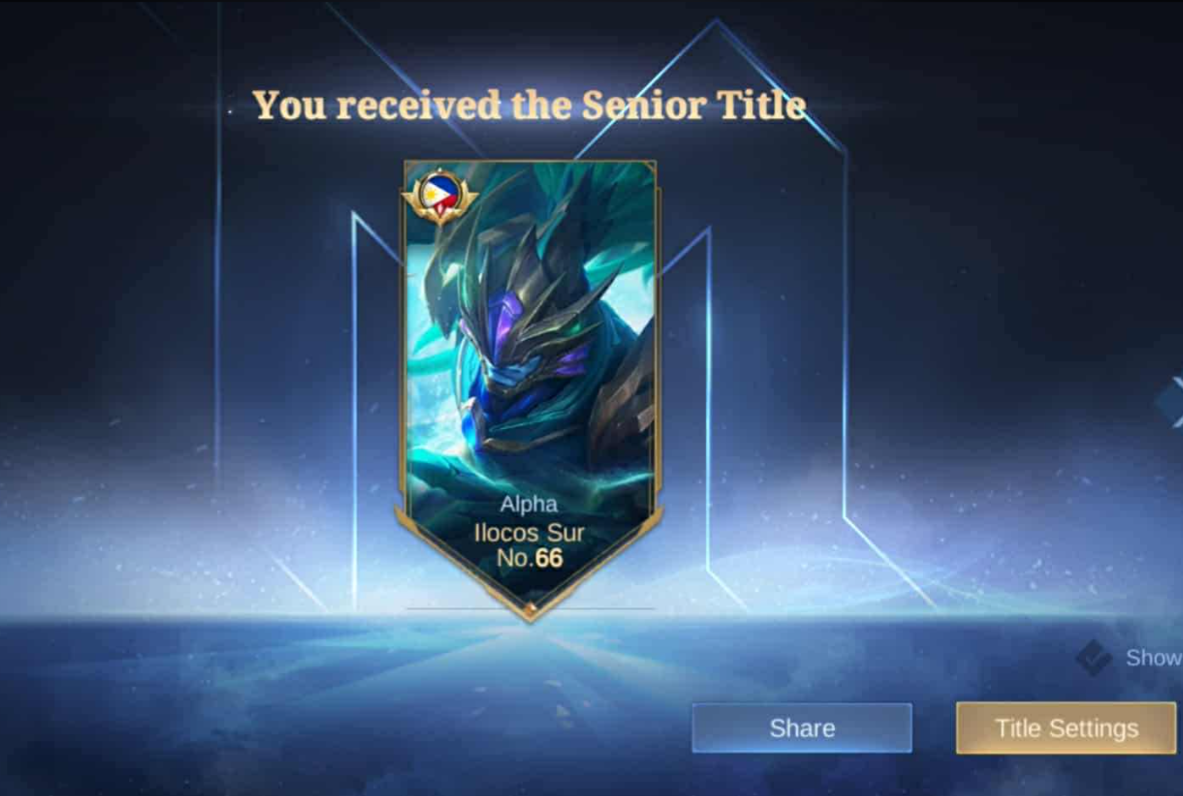 You received the Senior Title
Alpha
Ilocos Sur
No.66
Show
Share
Title Settings